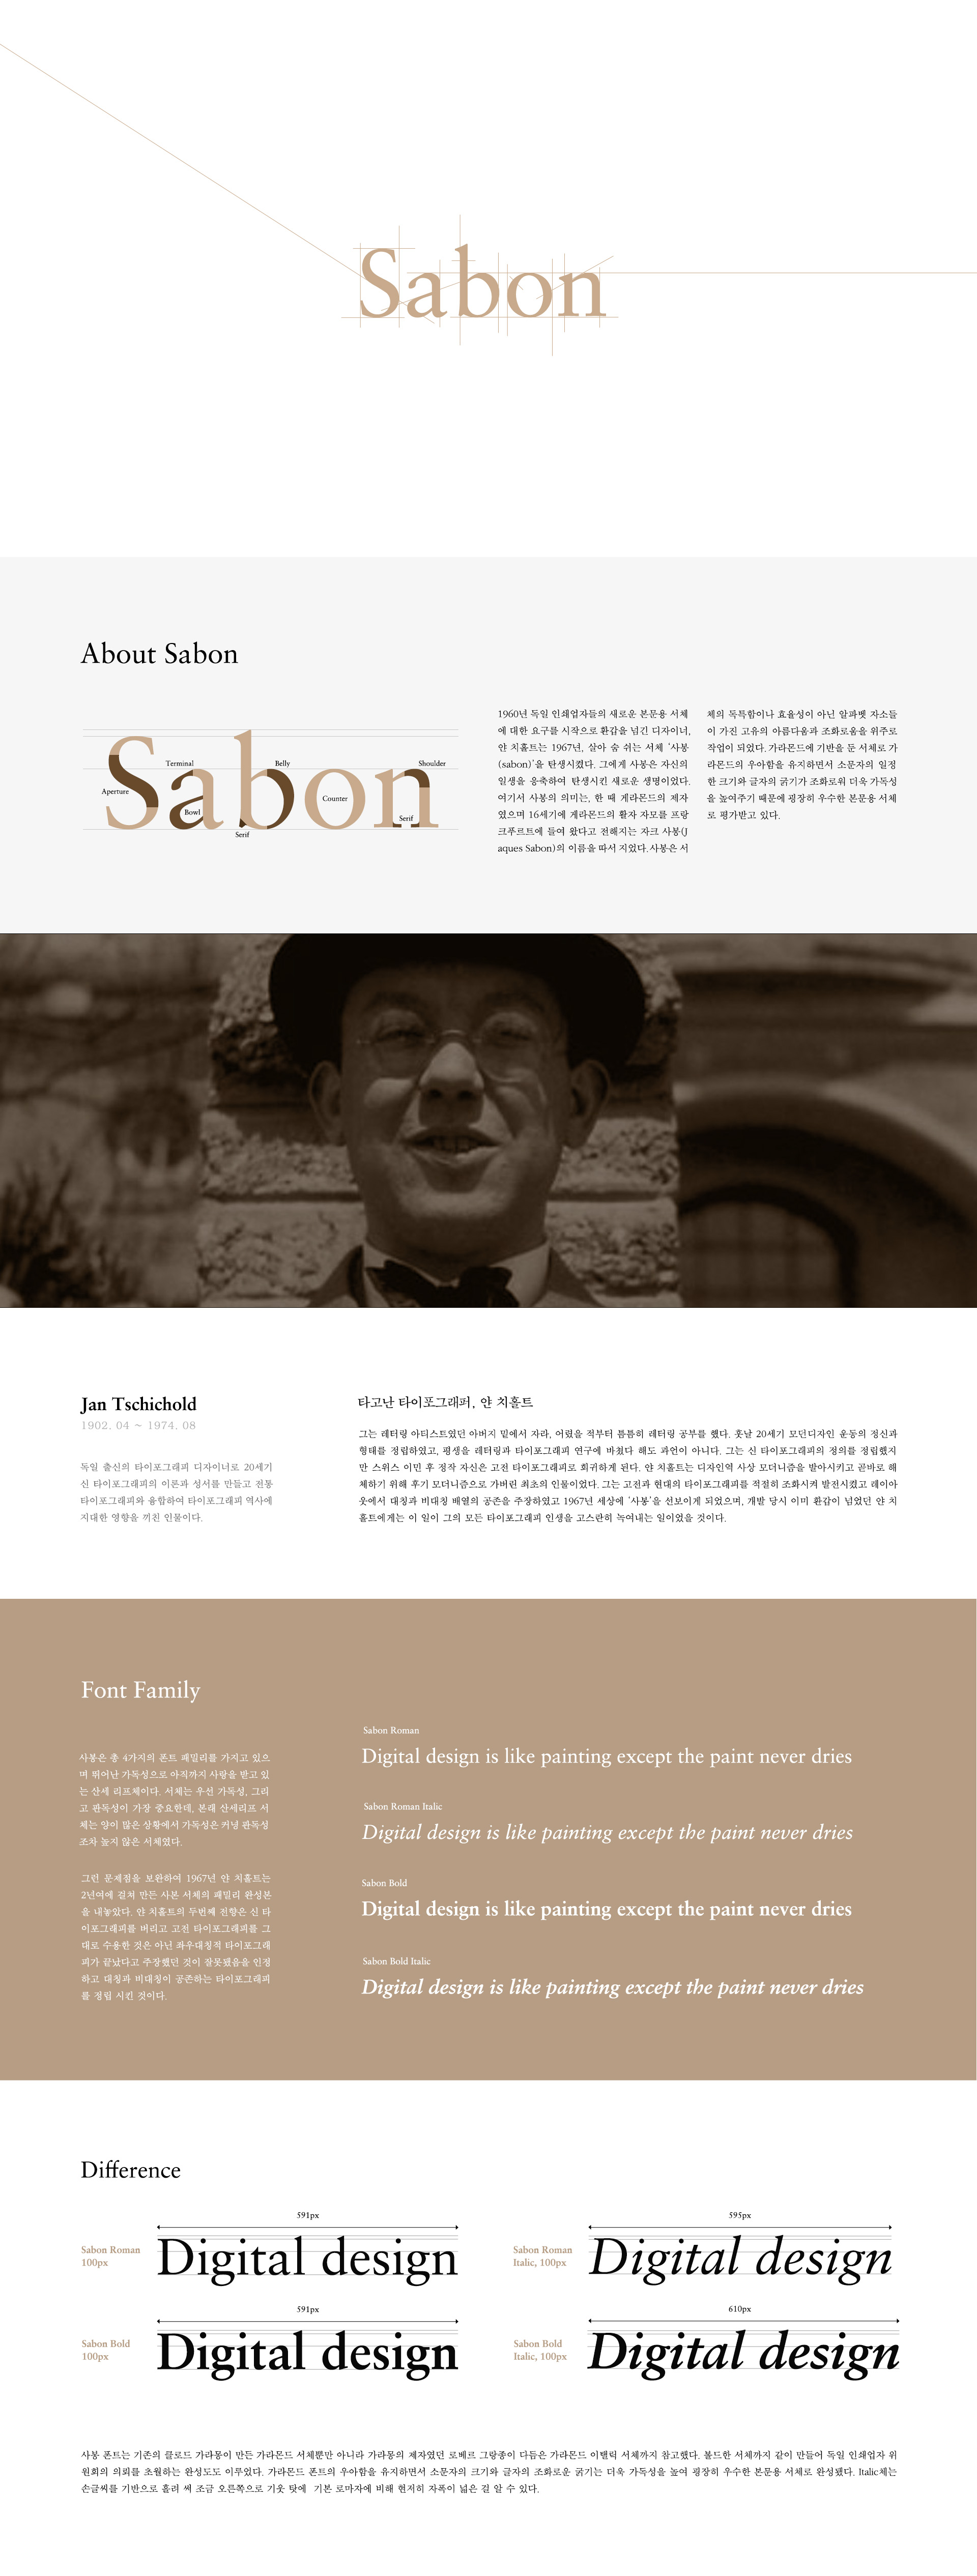 Sabon
About Sabon
Sabon
Terminal
Belly
Shoulder
Aperture
Counter
Bowl
Serif
Serif
1960년 독일 인쇄업자들의 새로운 본문용 서체
에 대한 요구를 시작으로 환갑을 넘긴 디자이너,
얀 치홀트는 1967년, 살아 숨 쉬는 서체 '사봉
(sabon)'을 탄생시켰다. 그에게 사봉은 자신의
일생을 응축하여 탄생시킨 새로운 생명이었다.
여기서 사봉의 의미는, 한 때 게라몬드의 제자
였으며 16세기에 게라몬드의 활자 자모를 프랑
크푸르트에 들여 왔다고 전해지는 자크 사봉(J
aques Sabon)의 이름을 따서 지었다. 사봉은 서
체의 독특함이나 효율성이 아닌 알파벳 자소들
이 가진 고유의 아름다움과 조화로움을 위주로
작업이 되었다. 가라몬드에 기반을 둔 서체로 가
라몬드의 우아함을 유지하면서 소문자의 일정
한 크기와 글자의 굵기가 조화로워 더욱 가독성
을 높여주기 때문에 굉장히 우수한 본문용 서체
로 평가받고 있다.
Jan Tschichold
1902. 04 ~ 1974. 08
독일 출신의 타이포그래피 디자이너로 20세기
신 타이포그래피의 이론과 성서를 만들고 전통
타이포그래피와 융합하여 타이포그래피 역사에
지대한 영향을 끼친 인물이다.
타고난 타이포그래퍼, 얀 치홀트
그는 레터링 아티스트였던 아버지 밑에서 자라, 어렸을 적부터 틈틈히 레터링 공부를 했다. 훗날 20세기 모던디자인 운동의 정신과
형태를 정립하였고, 평생을 레터링과 타이포그래피 연구에 바쳤다 해도 과언이 아니다. 그는 신 타이포그래피의 정의를 정립했지
만 스위스 이민 후 정작 자신은 고전 타이포그래피로 회귀하게 된다. 얀 치홀트는 디자인역 사상 모더니즘을 발아시키고 곧바로 해
체하기 위해 후기 모더니즘으로 가버린 최초의 인물이었다. 그는 고전과 현대의 타이포그래피를 적절히 조화시켜 발전시켰고 레이아
웃에서 대칭과 비대칭 배열의 공존을 주장하였고 1967년 세상에 '사봉'을 선보이게 되었으며, 개발 당시 이미 환갑이 넘었던 얀 치
홀트에게는 이 일이 그의 모든 타이포그래피 인생을 고스란히 녹여내는 일이었을 것이다.
Font Family
사봉은 총 4가지의 폰트 패밀리를 가지고 있으
며 뛰어난 가독성으로 아직까지 사랑을 받고 있
는 산세 리프체이다. 서체는 우선 가독성, 그리
고 판독성이 가장 중요한데, 본래 산세리프 서
체는 양이 많은 상황에서 가독성은 커녕 판독성
조차 높지 않은 서체였다.
그런 문제점을 보완하여 1967년 얀 치홀트는
2년여에 걸쳐 만든 사본 서체의 패밀리 완성본
을 내놓았다. 얀 치홀트의 두번째 전향은 신 타
이포그래피를 버리고 고전 타이포그래피를 그
대로 수용한 것은 아닌 좌우대칭적 타이포그래
피가 끝났다고 주장했던 것이 잘못됐음을 인정
하고 대칭과 비대칭이 공존하는 타이포그래피
를 정립 시킨 것이다.
Sabon Roman
Digital design is like painting except the paint never dries
Sabon Roman Italic
Digital design is like painting except the paint never dries
Sabon Bold
Digital design is like painting except the paint never dries
Sabon Bold Italic
Digital design is like painting except the paint never dries
Difference
591px
Sabon Roman
100px
Digital design
595px
Sabon Roman
Italic, 100px
Digital design
591px
Sabon Bold
100px
Digital design
610px
Sabon Bold
Italic, 100px
Digital design
사봉 폰트는 기존의 클로드 가라몽이 만든 가라몬드 서체뿐만 아니라 가라몽의 제자였던 로베르 그랑종이 다듬은 가라몬드 이탤릭 서체까지 참고했다. 볼드한 서체까지 같이 만들어 독일 인쇄업자 위
원회의 의뢰를 초월하는 완성도도 이루었다. 가라몬드 폰트의 우아함을 유지하면서 소문자의 크기와 글자의 조화로운 굵기는 더욱 가독성을 높여 굉장히 우수한 본문용 서체로 완성됐다. Italic체는
손글씨를 기반으로 흘려 써 조금 오른쪽으로 기웃 탓에 기본 로마자에 비해 현저히 자폭이 넓은 걸 알 수 있다.